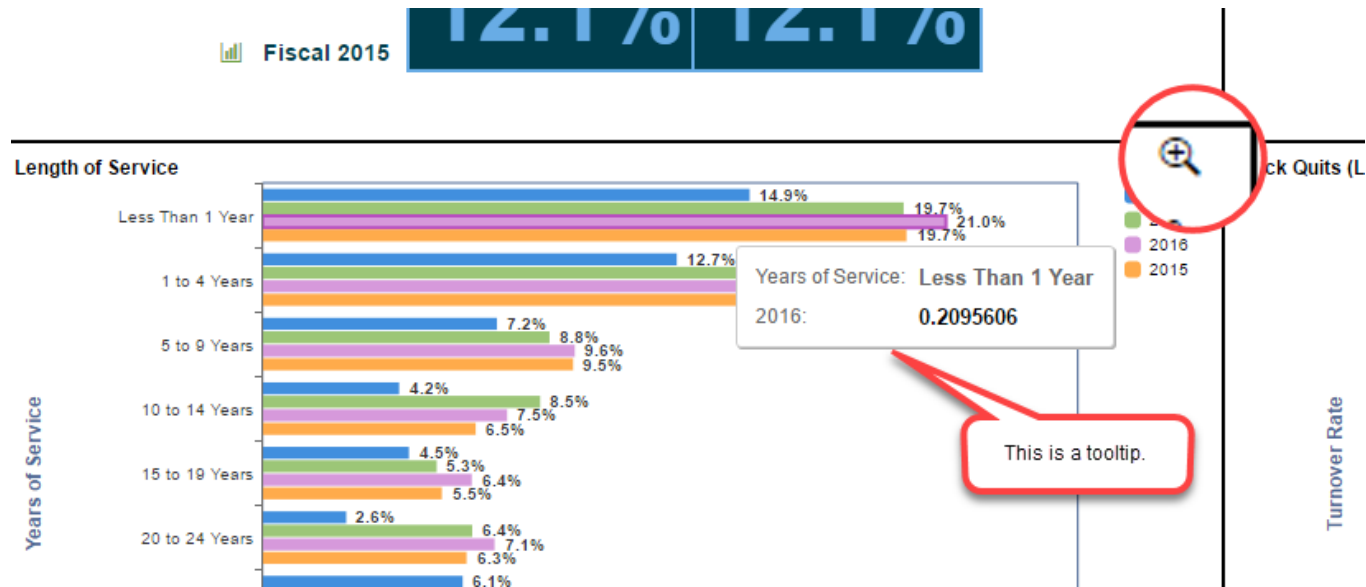 12.1% 12.1%
Fiscal 2015
Length of Service
ck Quits (L
Less Than 1 Year
14.9%
19.7%
21.0%
19.7%
2016
2015
1 to 4 Years
12.7%
Years of Service: Less Than 1 Year
2016: 0.2095606
5 to 9 Years
7.2%
8.8%
9.6%
9.5%
10 to 14 Years
4.2%
8.5%
7.5%
6.5%
This is a tooltip.
15 to 19 Years
4.5%
5.3%
6.4%
5.5%
20 to 24 Years
2.6%
6.4%
7.1%
6.3%
6.1%
Years of Service
Turnover Rate